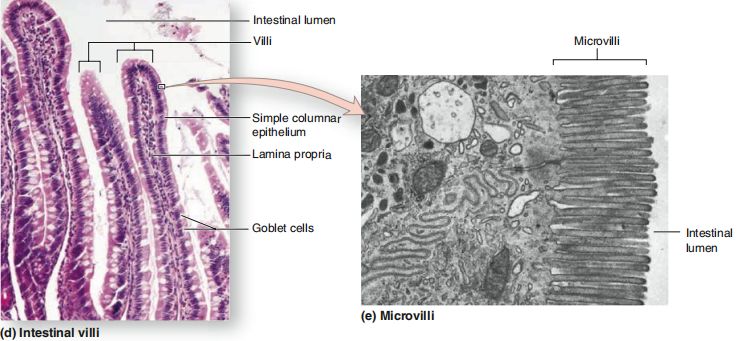 Intestinal lumen
Villi
Simple columnar
epithelium
Lamina propria
Goblet cells
(d) Intestinal villi
Microvilli
Intestinal
lumen
(e) Microvilli